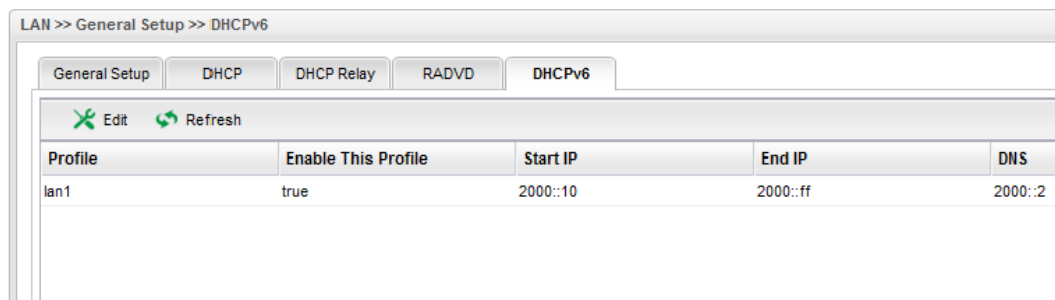 LAN >> General Setup >> DHCPv6
General Setup DHCP DHCP Relay RADVD DHCPv6
Edit Refresh
Profile Enable This Profile Start IP End IP DNS
lan1 true 2000::10 2000::ff 2000::2